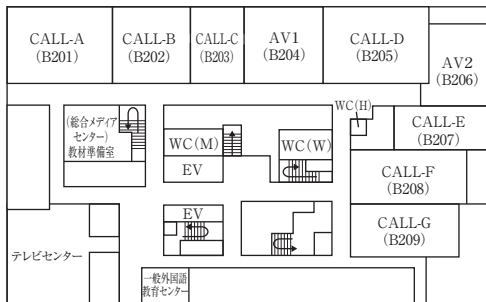 CALL-A
(B201)
CALL-B
(B202)
CALL-C
(B203)
AV1
(B204)
CALL-D
(B205)
AV2
(B206)
(総合メディア
センター)
教材準備室
WC(M)
EV
WC(W)
WC(H)
CALL-E
(B207)
CALL-F
(B208)
CALL-G
(B209)
EV
テレビセンター
一般外国語
教育センター